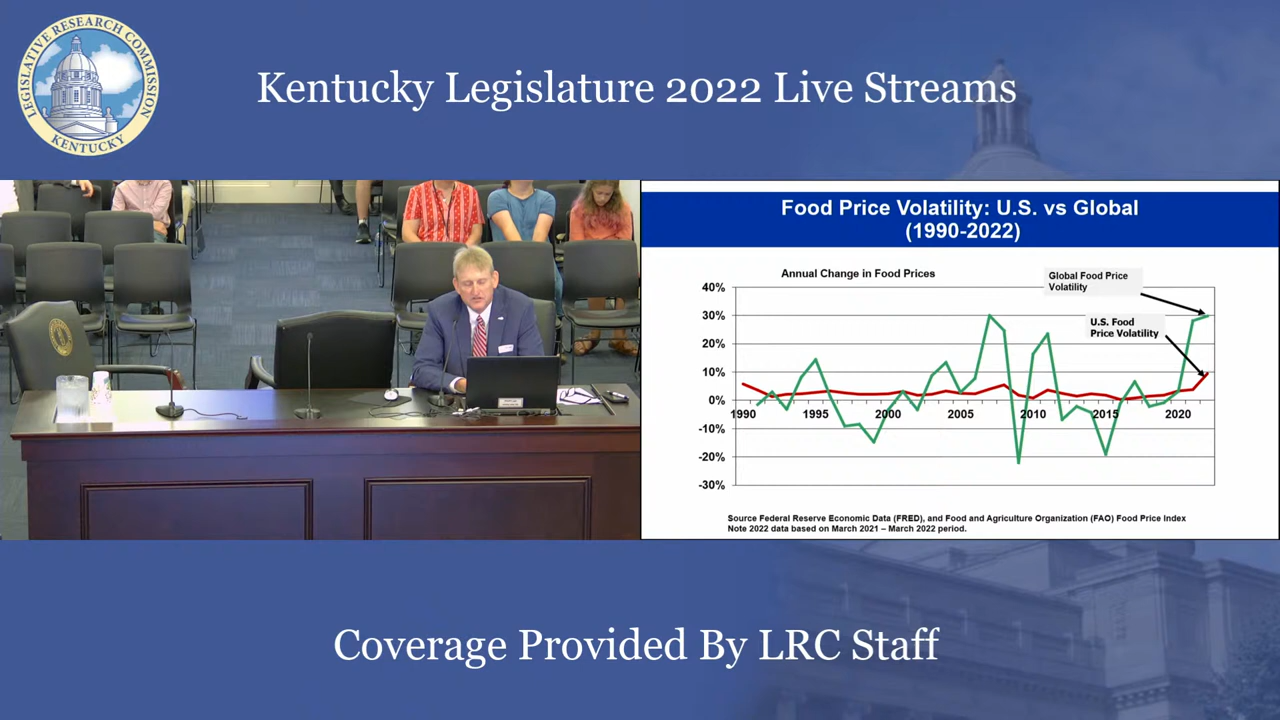 LEGISLATIVE RESEARCH COMMISSION
KENTUCKY
Kentucky Legislature 2022 Live Streams
Food Price Volatility: U.S. vs Global
(1990-2022)
Annual Change in Food Prices
Global Food Price
Volatility
U.S. Food
Price Volatility
40%
30%
20%
10%
0%
-10%
-20%
-30%
1990 1995 2000 2005 2010 2015 2020
Source Federal Reserve Economic Data (FRED), and Food and Agriculture Organization (FAO) Food Price Index
Note 2022 data based on March 2021 – March 2022 period.
Coverage Provided By LRC Staff